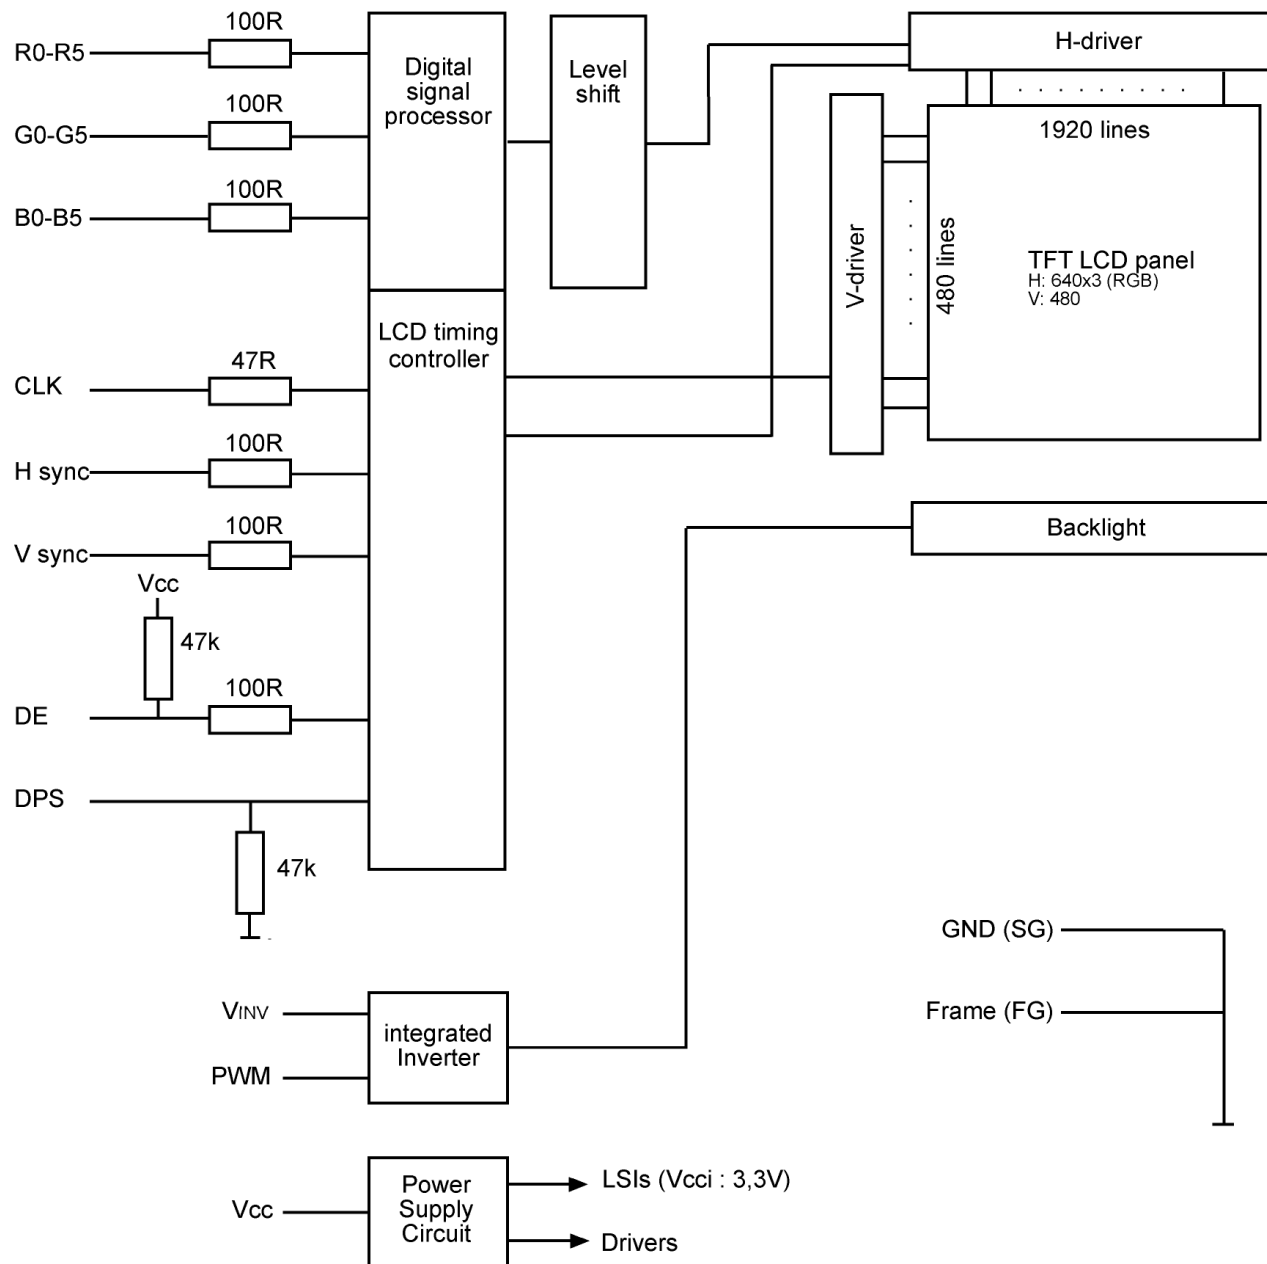 100R
R0-R5
100R
G0-G5
100R
B0-B5
Digital
signal
processor
Level
shift
H-driver
1920 lines
V-driver
480 lines
TFT LCD panel
H: 640x3 (RGB)
V: 480
LCD timing
controller
47R
CLK
100R
H sync
100R
V sync
Vcc
47k
100R
DE
DPS
47k
Backlight
GND (SG)
Frame (FG)
VINV
PWM
integrated
Inverter
Vcc
Power
Supply
Circuit
LSIs (Vcci : 3,3V)
Drivers